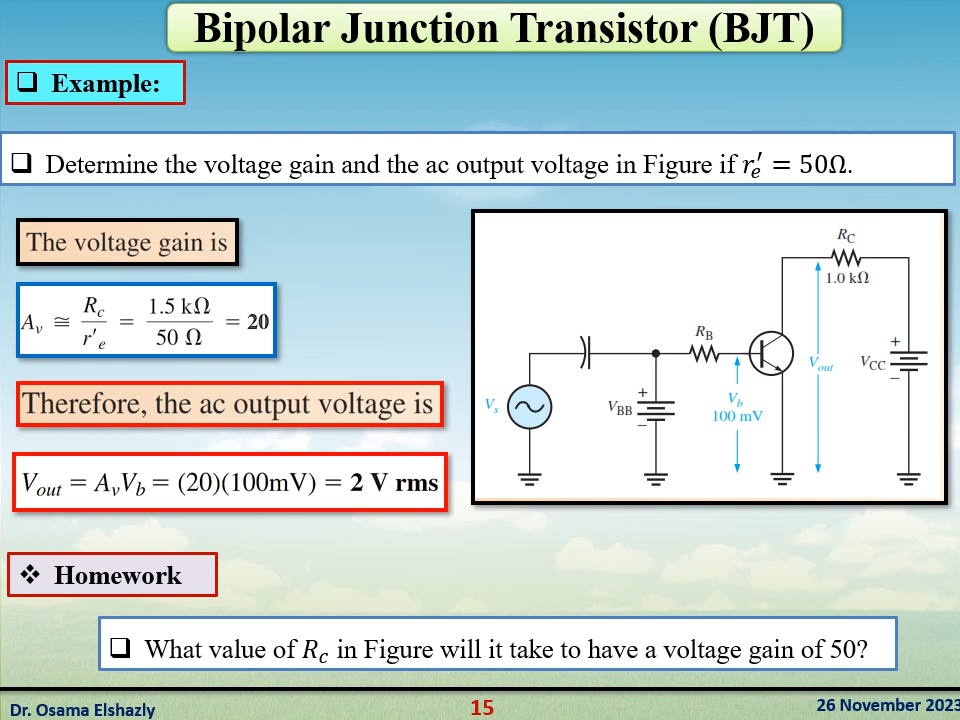 Bipolar Junction Transistor (BJT)
❑ Example:
❑ Determine the voltage gain and the ac output voltage in Figure if r′e = 50Ω.
The voltage gain is
Av ≅ Rc / r′e = 1.5 kΩ / 50 Ω = 20
Therefore, the ac output voltage is
Vout = AvVb = (20)(100mV) = 2 V rms
RC
1.0 kΩ
RB
+
VCC
−
Vout
Vs
+
VBB
−
Vb
100 mV
❖ Homework
❑ What value of Rc in Figure will it take to have a voltage gain of 50?
Dr. Osama Elshazly
15
26 November 2023